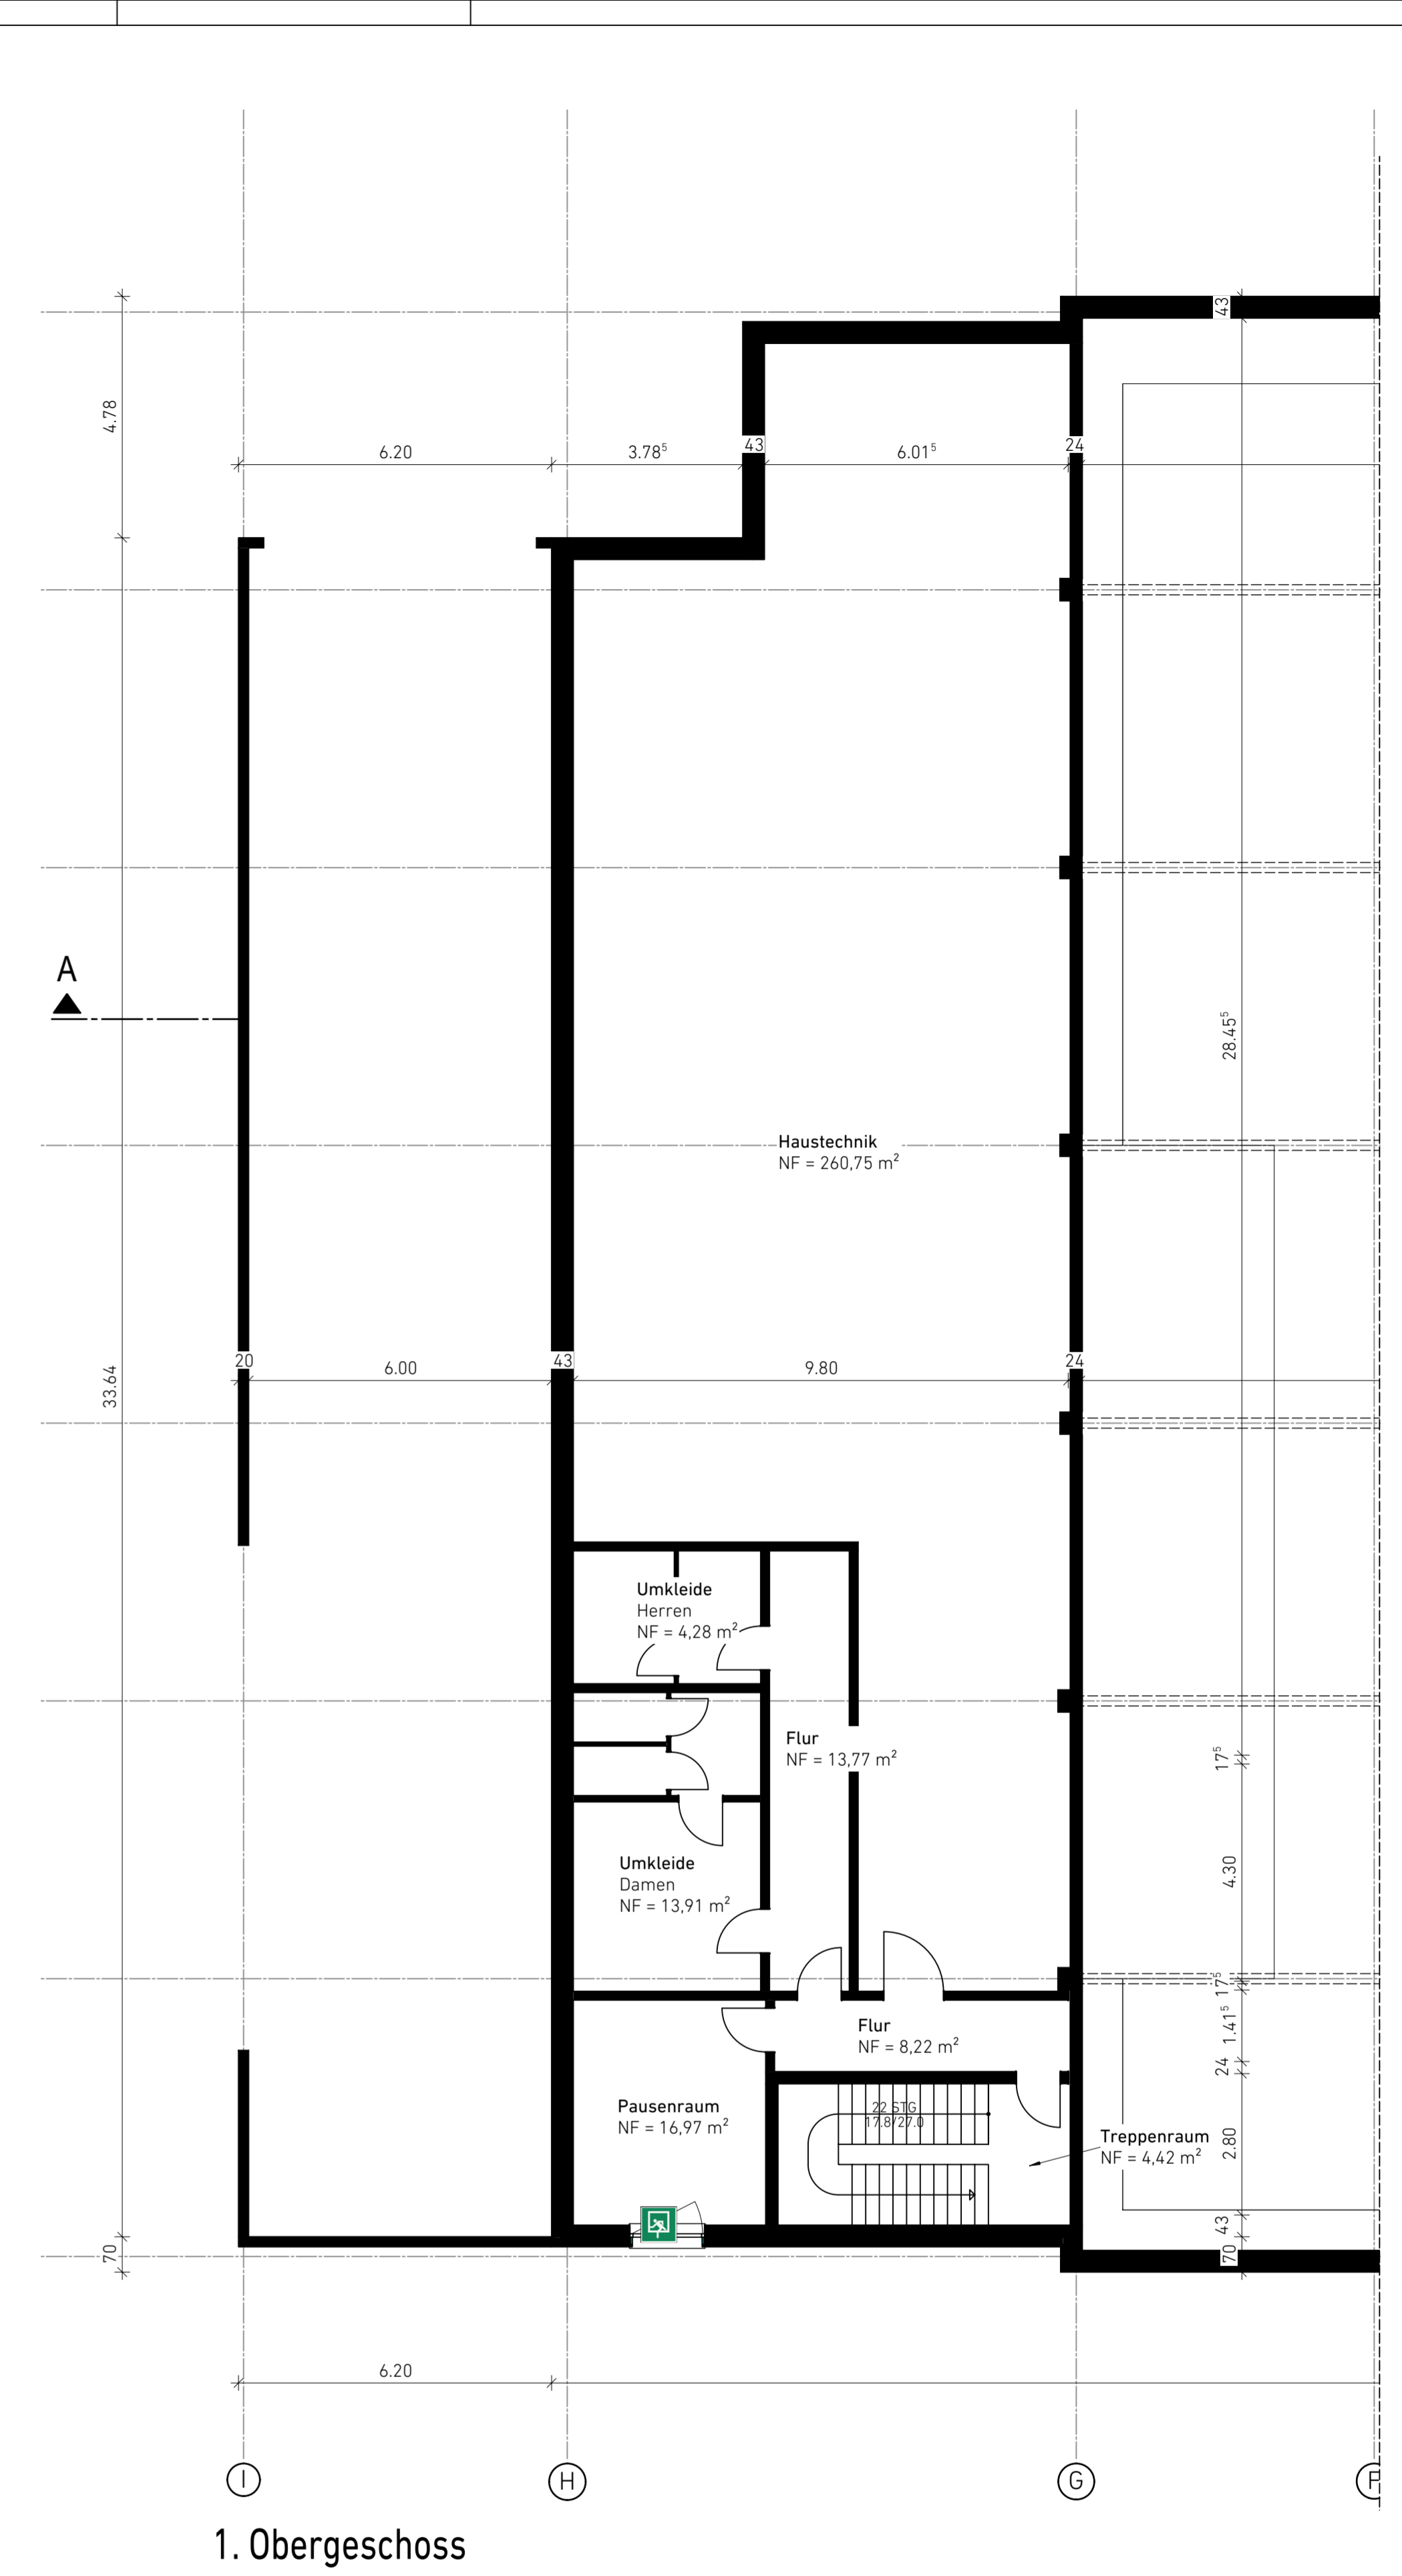 43
4.78
6.20
3.78⁵
43
6.01⁵
24
A
28.45⁵
Haustechnik
NF = 260,75 m²
20
6.00
43
9.80
24
33.64
Umkleide
Herren
NF = 4,28 m²
Flur
NF = 13,77 m²
17⁵
Umkleide
Damen
NF = 13,91 m²
4.30
17⁵
Flur
NF = 8,22 m²
1.41⁵
24
Pausenraum
NF = 16,97 m²
22 STG
17.8/27.0
Treppenraum
NF = 4,42 m²
2.80
43
70
70
6.20
I
H
G
F
1. Obergeschoss